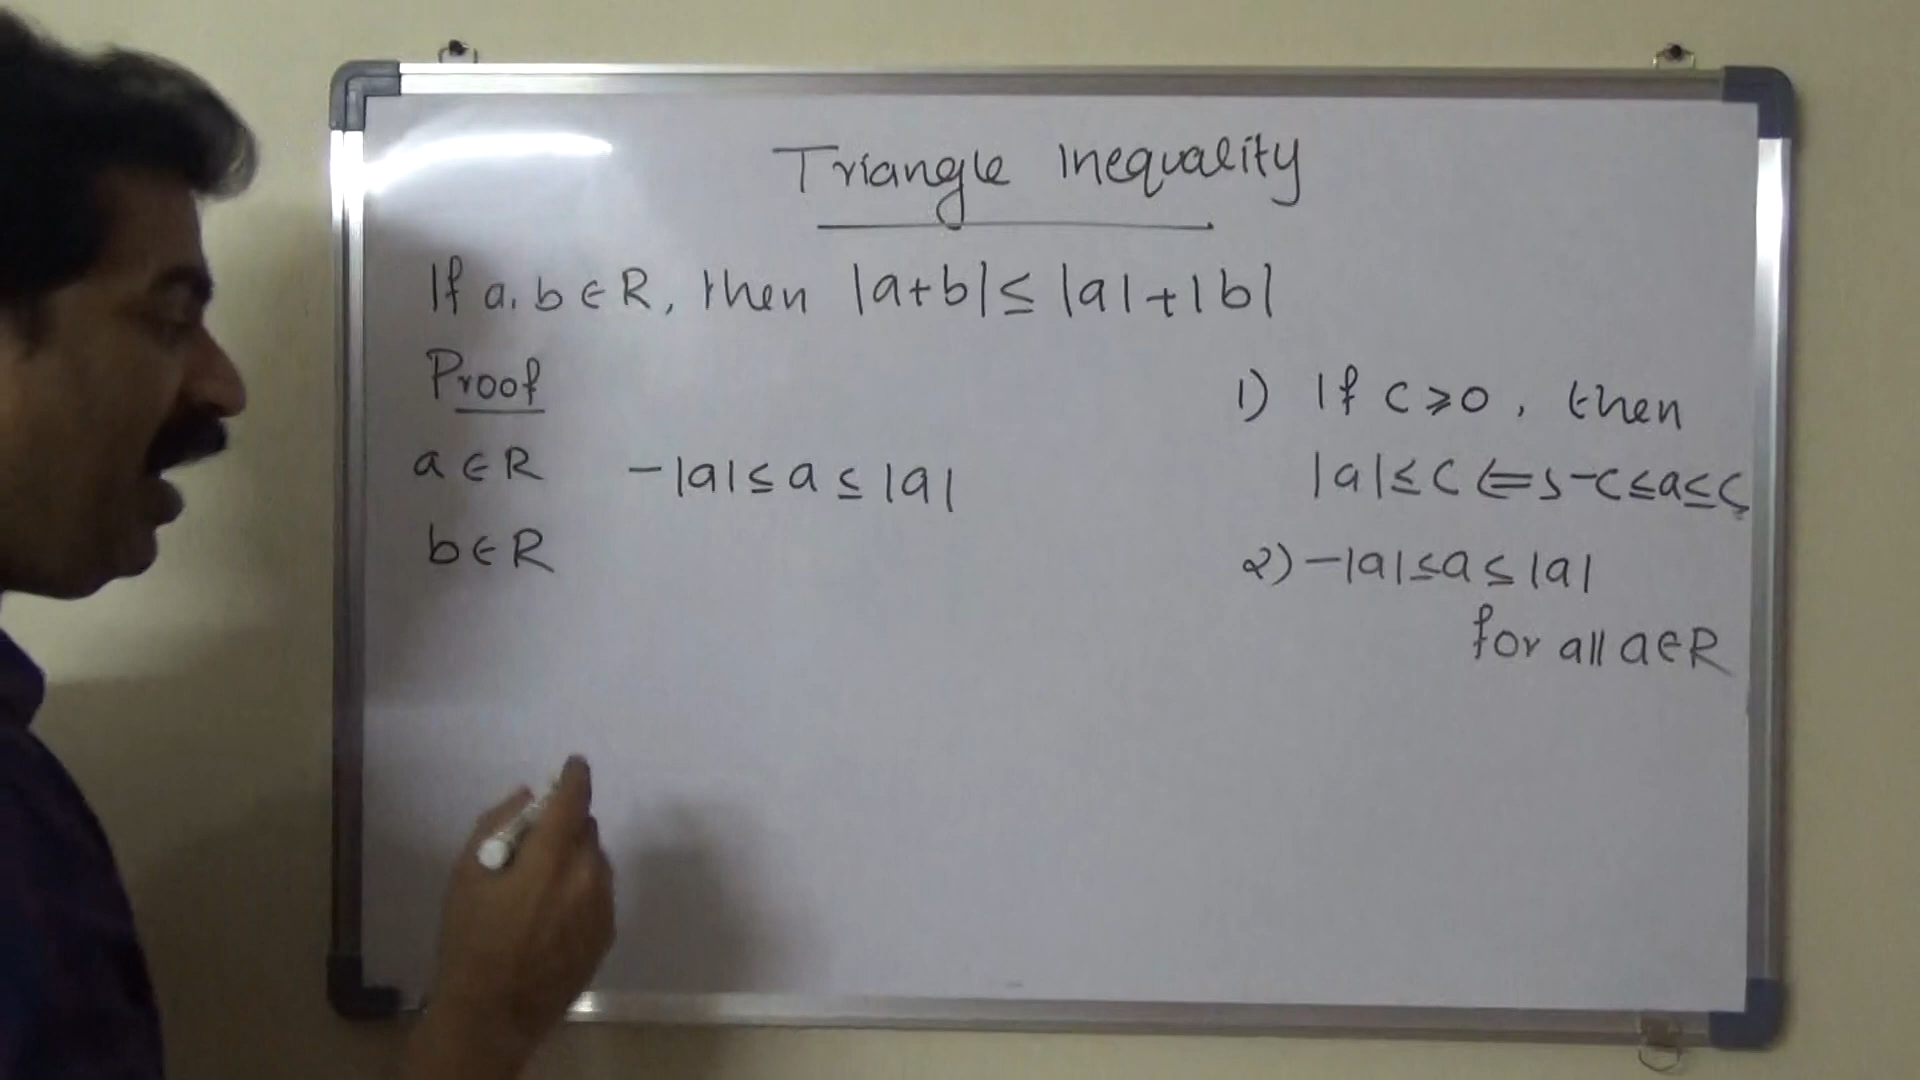 Triangle inequality
If a, b ∈ R, then |a+b| ≤ |a|+|b|
Proof
a ∈ R -|a| ≤ a ≤ |a|
b ∈ R
1) If c ⩾ 0, then
|a| ≤ c ⇔ -c ≤ a ≤ c
2) -|a| ≤ a ≤ |a|
for all a ∈ R